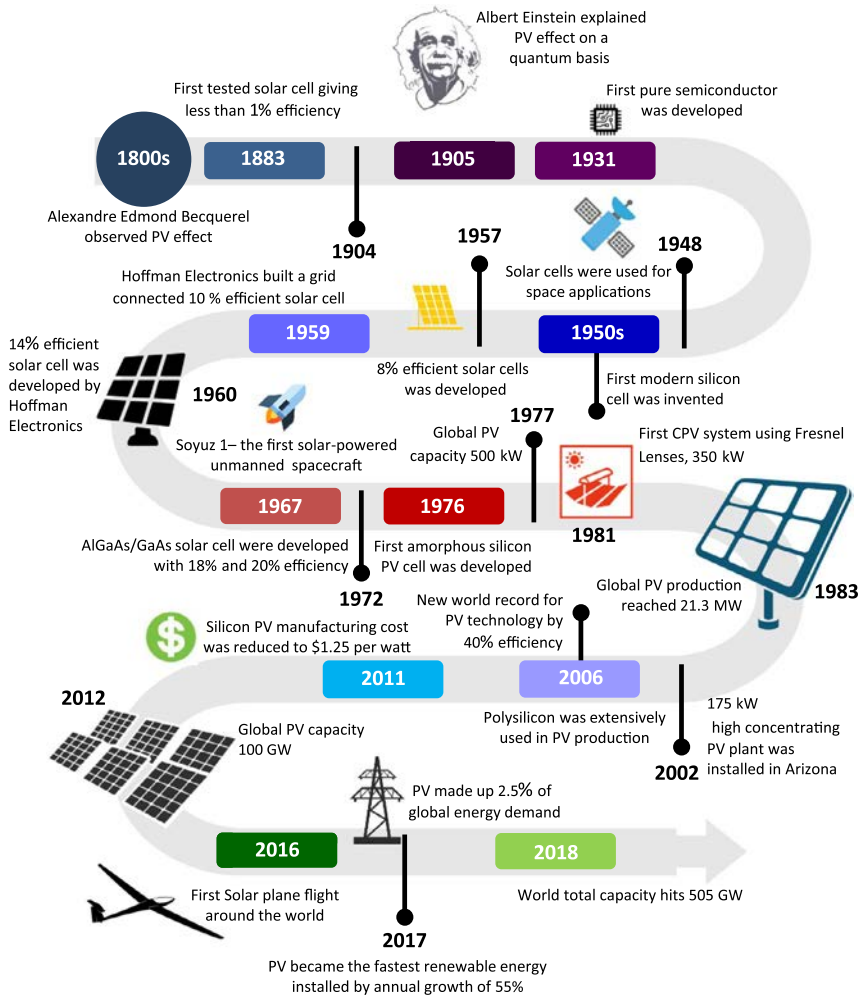 Albert Einstein explained
PV effect on a
quantum basis
First tested solar cell giving
less than 1% efficiency
First pure semiconductor
was developed
1800s
1883
1905
1931
Alexandre Edmond Becquerel
observed PV effect
1904
1957
1948
Solar cells were used for
space applications
Hoffman Electronics built a grid
connected 10 % efficient solar cell
1959
1950s
14% efficient
solar cell was
developed by
Hoffman
Electronics
1960
8% efficient solar cells
was developed
First modern silicon
cell was invented
1977
Soyuz 1– the first solar-powered
unmanned spacecraft
Global PV
capacity 500 kW
First CPV system using Fresnel
Lenses, 350 kW
1967
1976
1981
AlGaAs/GaAs solar cell were developed
with 18% and 20% efficiency
First amorphous silicon
PV cell was developed
1972
Global PV production
reached 21.3 MW
1983
New world record for
PV technology by
40% efficiency
Silicon PV manufacturing cost
was reduced to $1.25 per watt
2011
2006
2012
Global PV capacity
100 GW
Polysilicon was extensively
used in PV production
175 kW
high concentrating
PV plant was
installed in Arizona
2002
PV made up 2.5% of
global energy demand
2016
2018
First Solar plane flight
around the world
World total capacity hits 505 GW
2017
PV became the fastest renewable energy
installed by annual growth of 55%